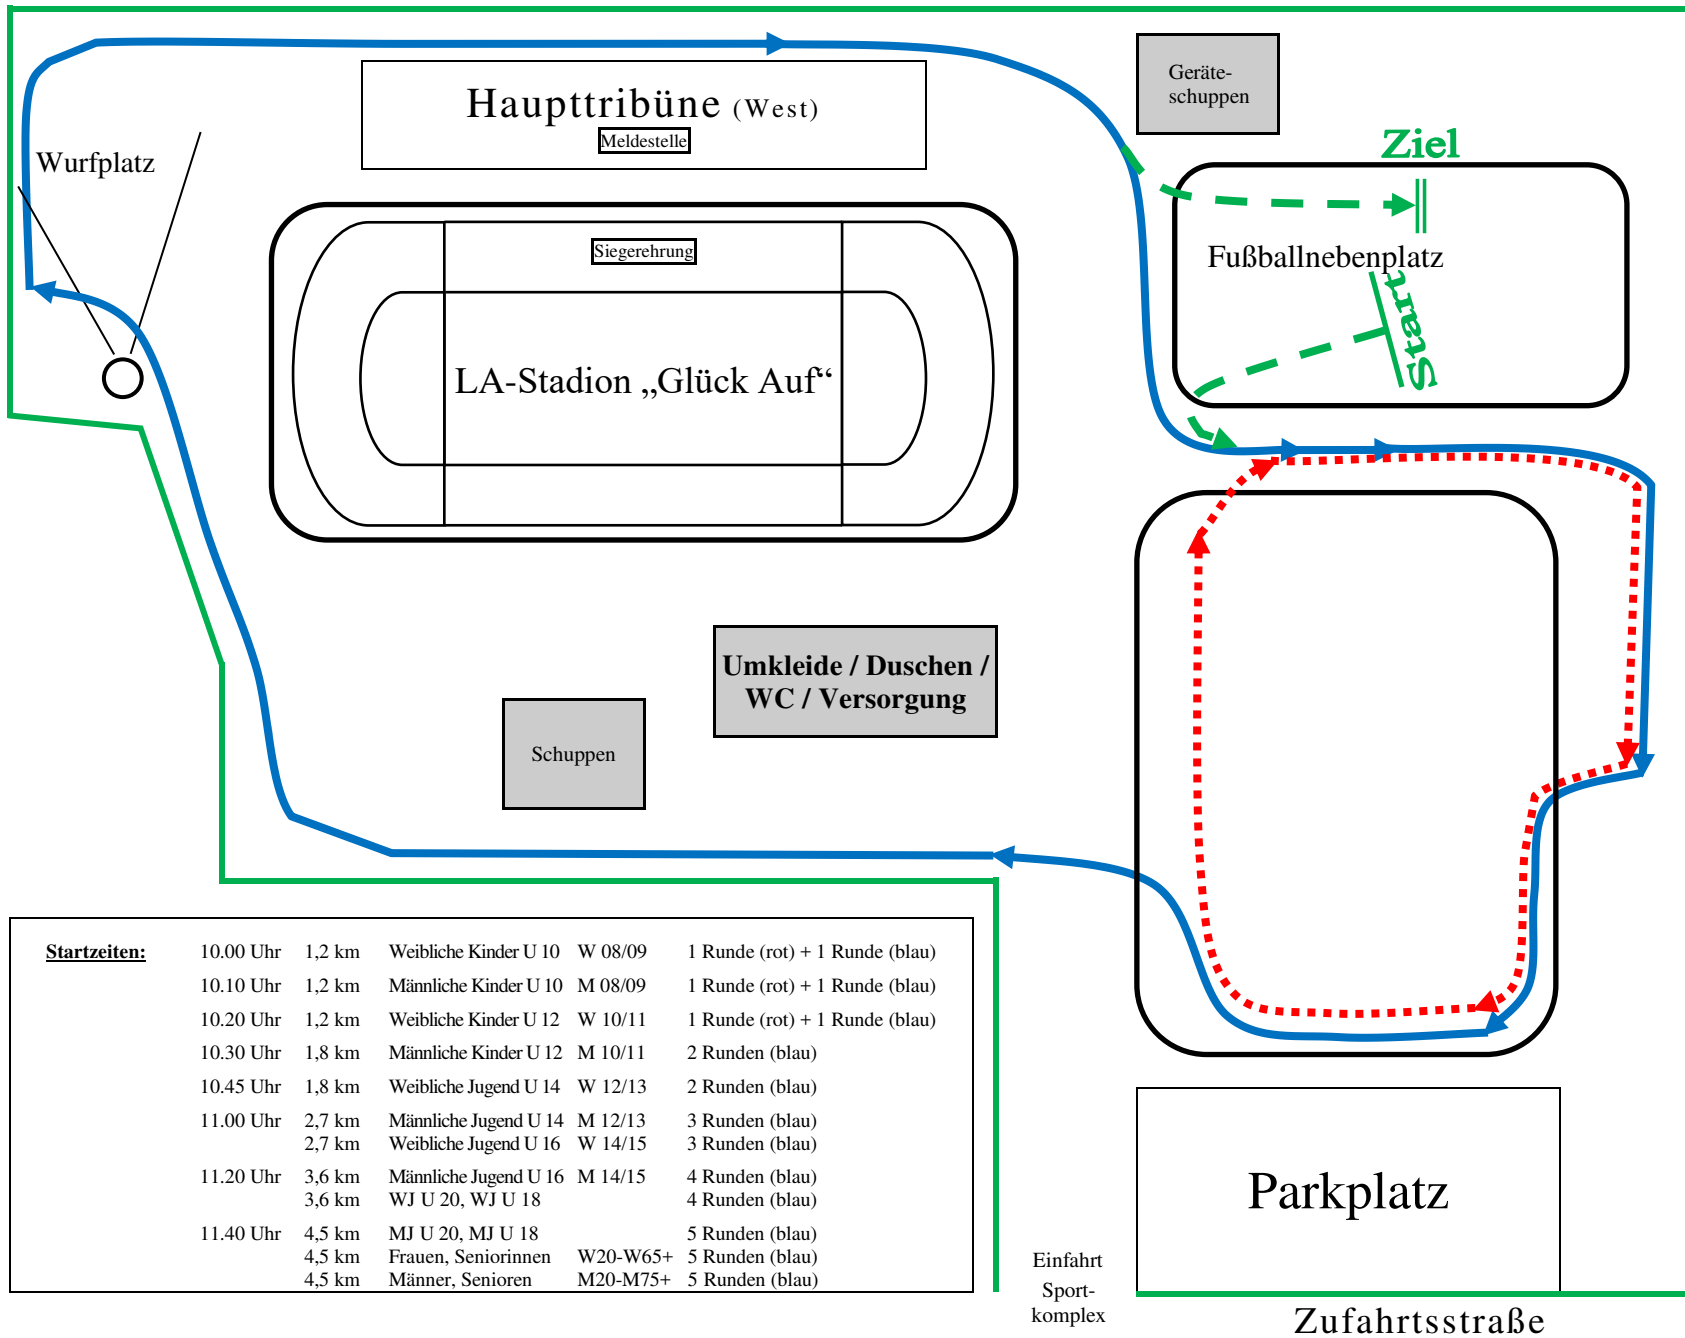 Haupttribüne (West)
Meldestelle
Geräte-
schuppen
Ziel
Wurfplatz
Siegerehrung
Fußballnebenplatz
Start
LA-Stadion „Glück Auf“
Umkleide / Duschen /
WC / Versorgung
Schuppen
Startzeiten: 10.00 Uhr 1,2 km Weibliche Kinder U 10 W 08/09 1 Runde (rot) + 1 Runde (blau)
10.10 Uhr 1,2 km Männliche Kinder U 10 M 08/09 1 Runde (rot) + 1 Runde (blau)
10.20 Uhr 1,2 km Weibliche Kinder U 12 W 10/11 1 Runde (rot) + 1 Runde (blau)
10.30 Uhr 1,8 km Männliche Kinder U 12 M 10/11 2 Runden (blau)
10.45 Uhr 1,8 km Weibliche Jugend U 14 W 12/13 2 Runden (blau)
11.00 Uhr 2,7 km Männliche Jugend U 14 M 12/13 3 Runden (blau)
2,7 km Weibliche Jugend U 16 W 14/15 3 Runden (blau)
11.20 Uhr 3,6 km Männliche Jugend U 16 M 14/15 4 Runden (blau)
3,6 km WJ U 20, WJ U 18 4 Runden (blau)
11.40 Uhr 4,5 km MJ U 20, MJ U 18 5 Runden (blau)
4,5 km Frauen, Seniorinnen W20-W65+ 5 Runden (blau)
4,5 km Männer, Senioren M20-M75+ 5 Runden (blau)
Parkplatz
Einfahrt
Sport-
komplex
Zufahrtsstraße